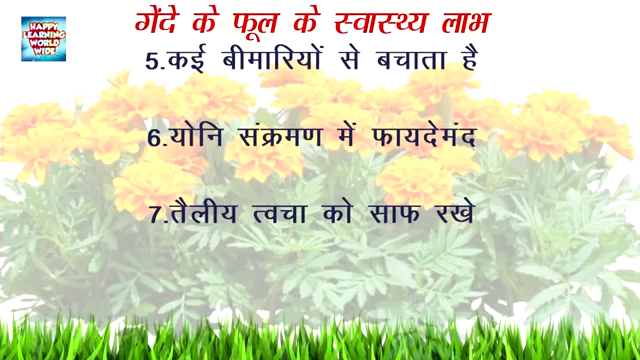 HAPPY
LEARNING
WORLD
WIDE
गेंदे के फूल के स्वास्थ्य लाभ
5.कई बीमारियों से बचाता है
6.योनि संक्रमण में फायदेमंद
7.तैलीय त्वचा को साफ रखे